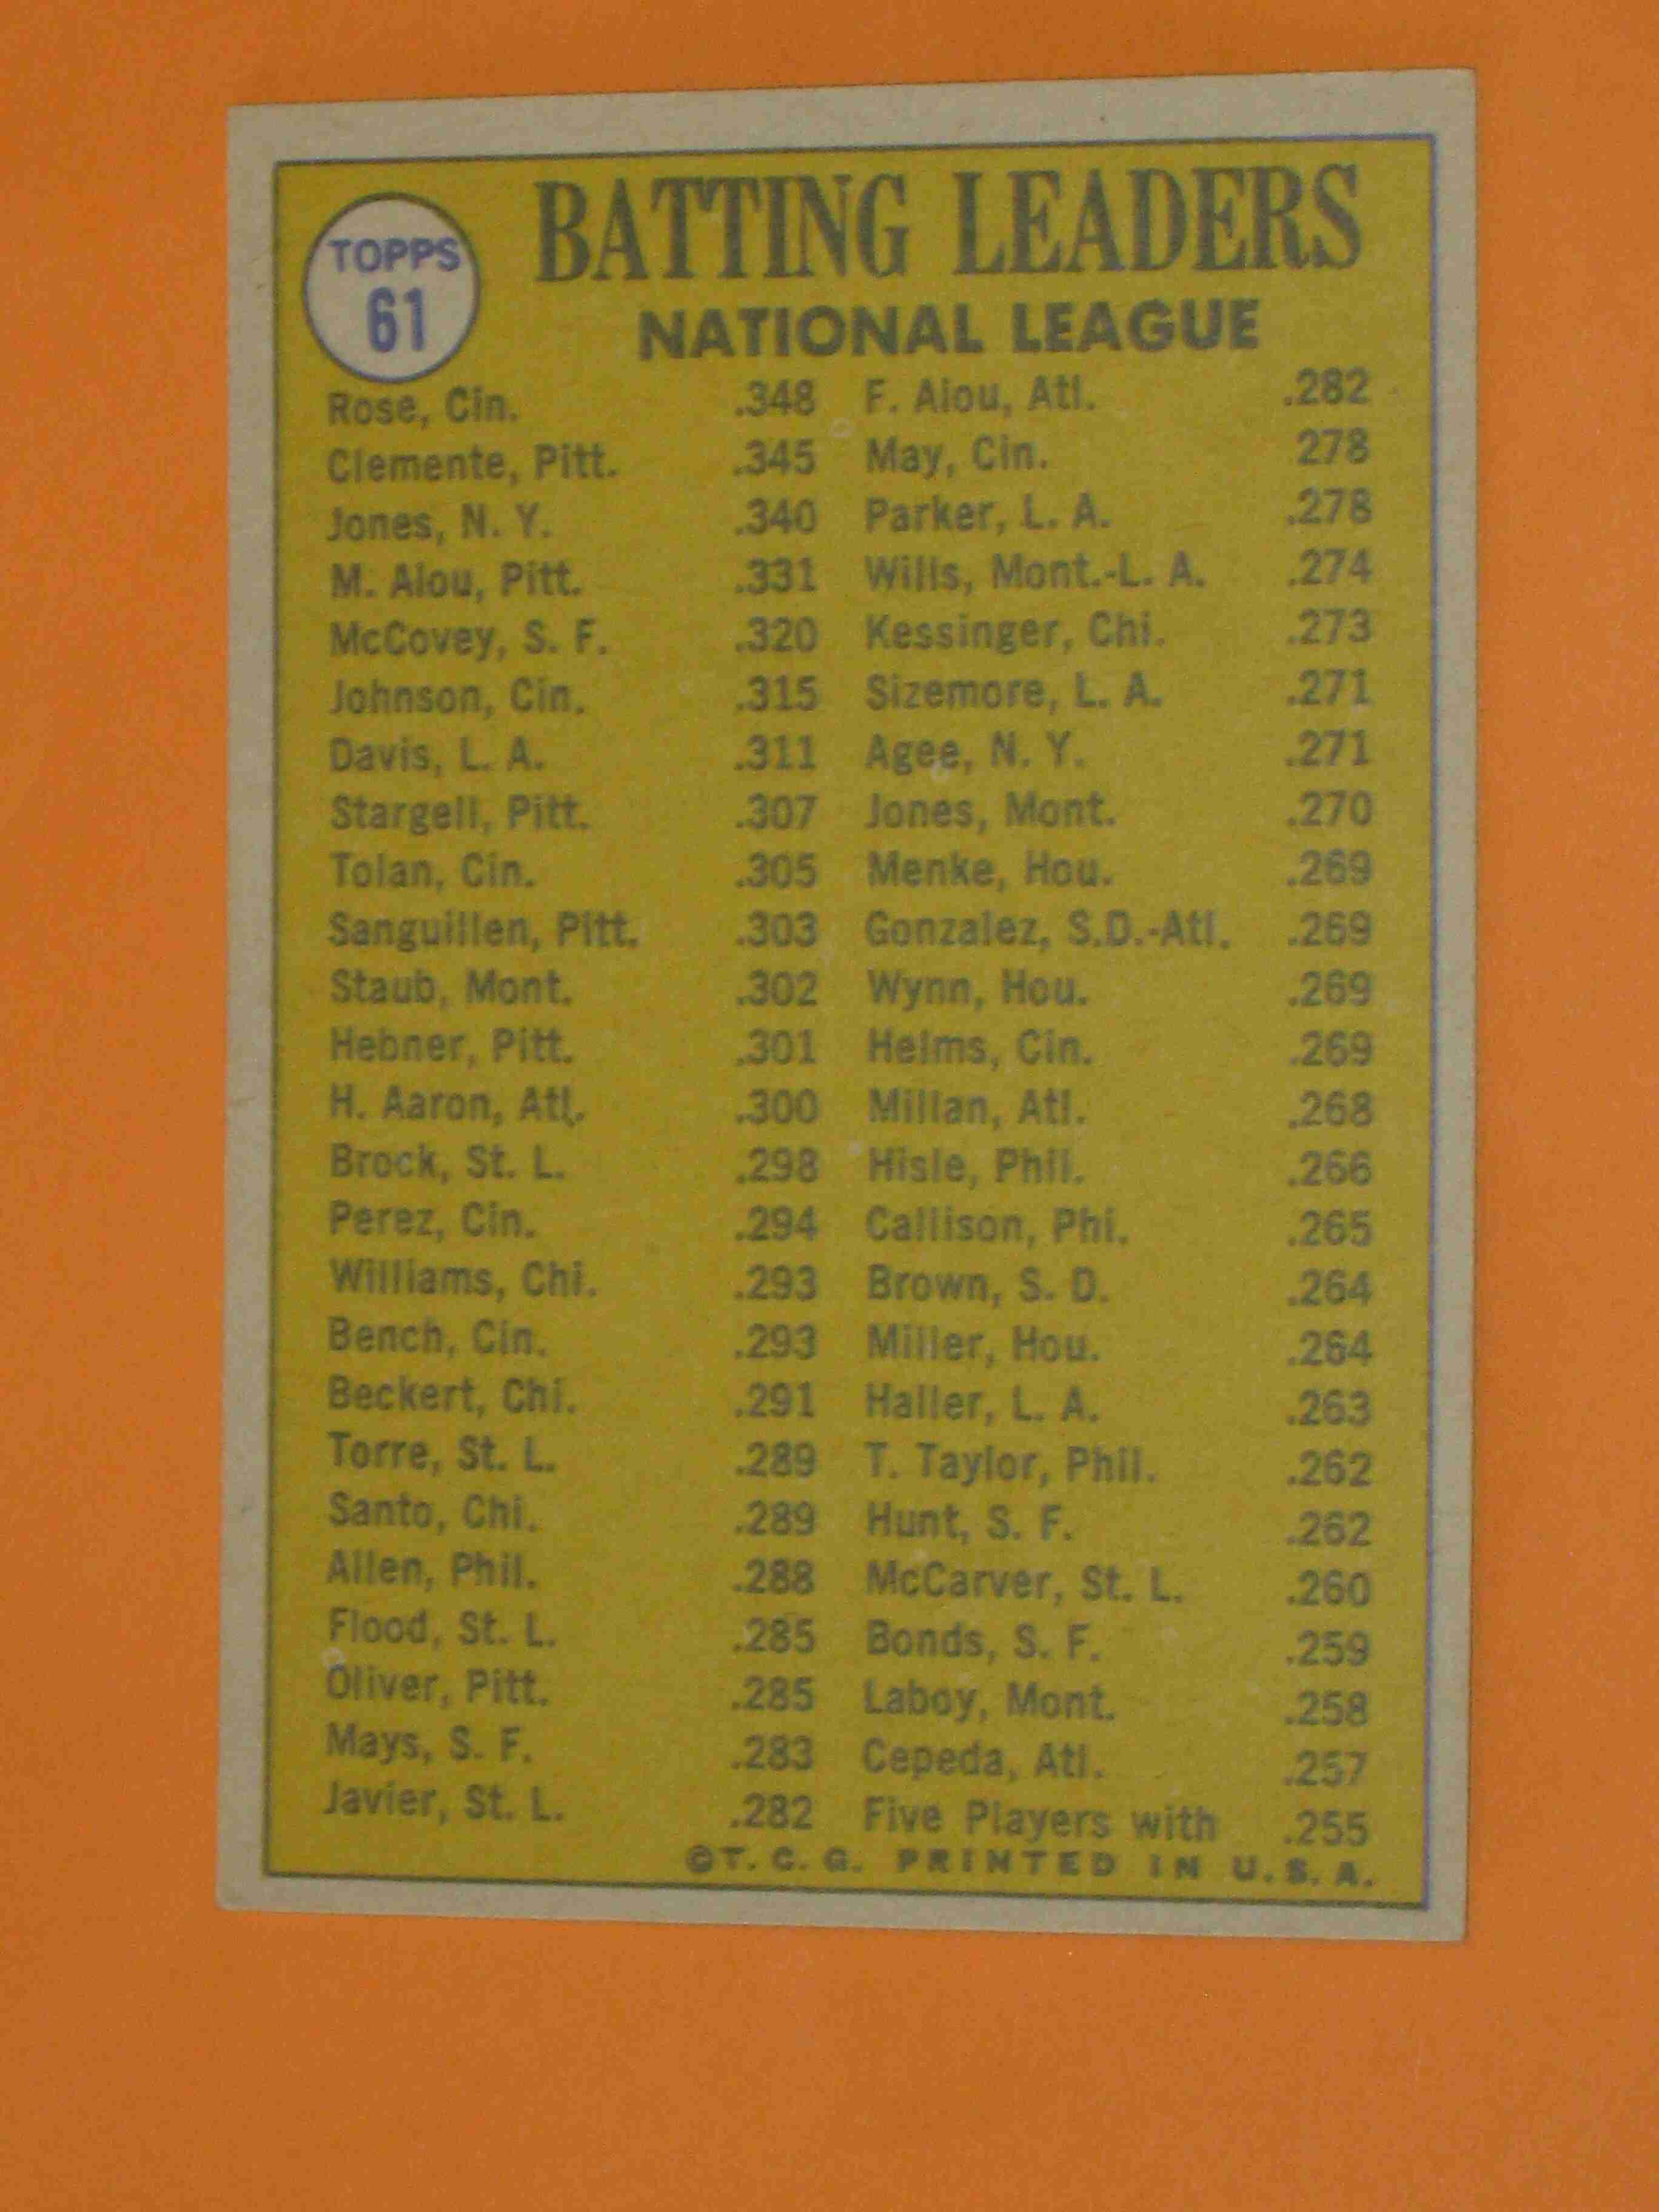 TOPPS
61
BATTING LEADERS
NATIONAL LEAGUE
Rose, Cin. .348
Clemente, Pitt. .345
Jones, N. Y. .340
M. Alou, Pitt. .331
McCovey, S. F. .320
Johnson, Cin. .315
Davis, L. A. .311
Stargell, Pitt. .307
Tolan, Cin. .305
Sanguillen, Pitt. .303
Staub, Mont. .302
Hebner, Pitt. .301
H. Aaron, Atl. .300
Brock, St. L. .298
Perez, Cin. .294
Williams, Chi. .293
Bench, Cin. .293
Beckert, Chi. .291
Torre, St. L. .289
Santo, Chi. .289
Allen, Phil. .288
Flood, St. L. .285
Oliver, Pitt. .285
Mays, S. F. .283
Javier, St. L. .282
F. Alou, Atl. .282
May, Cin. 278
Parker, L. A. .278
Wills, Mont.-L. A. .274
Kessinger, Chi. .273
Sizemore, L. A. .271
Agee, N. Y. .271
Jones, Mont. .270
Menke, Hou. .269
Gonzalez, S.D.-Atl. .269
Wynn, Hou. .269
Helms, Cin. .269
Millan, Atl. .268
Hisle, Phil. .266
Callison, Phi. .265
Brown, S. D. .264
Miller, Hou. .264
Haller, L. A. .263
T. Taylor, Phil. .262
Hunt, S. F. .262
McCarver, St. L. .260
Bonds, S. F. .259
Laboy, Mont. .258
Cepeda, Atl. .257
Five Players with .255
©T. C. G. PRINTED IN U.S.A.